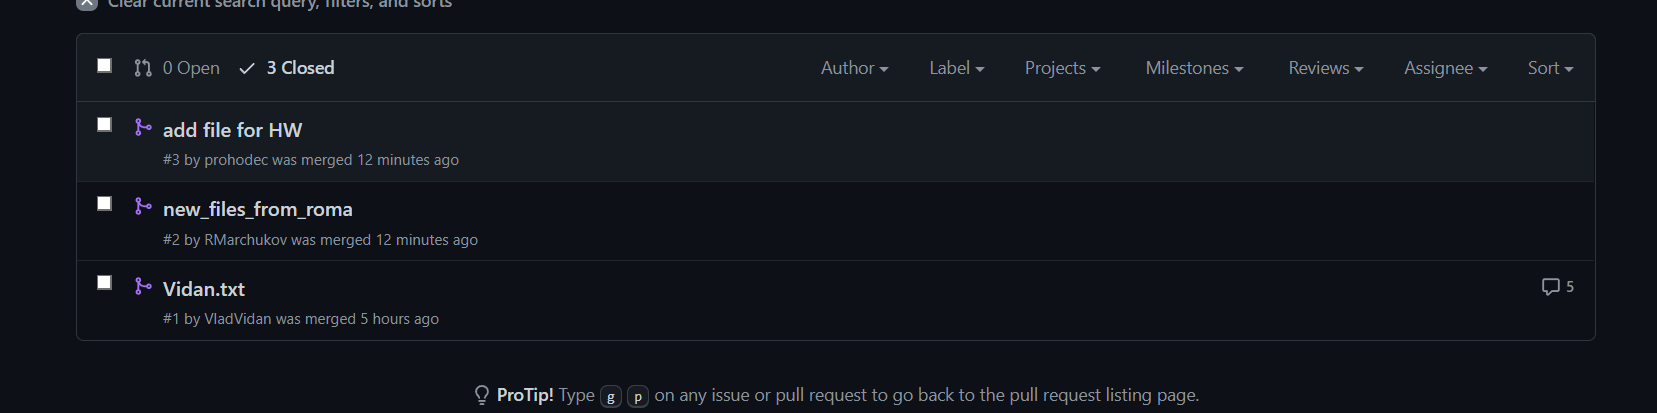 Clear current search query, filters, and sorts
0 Open 3 Closed Author Label Projects Milestones Reviews Assignee Sort
add file for HW
#3 by prohodec was merged 12 minutes ago
new_files_from_roma
#2 by RMarchukov was merged 12 minutes ago
Vidan.txt 5
#1 by VladVidan was merged 5 hours ago
ProTip! Type g p on any issue or pull request to go back to the pull request listing page.